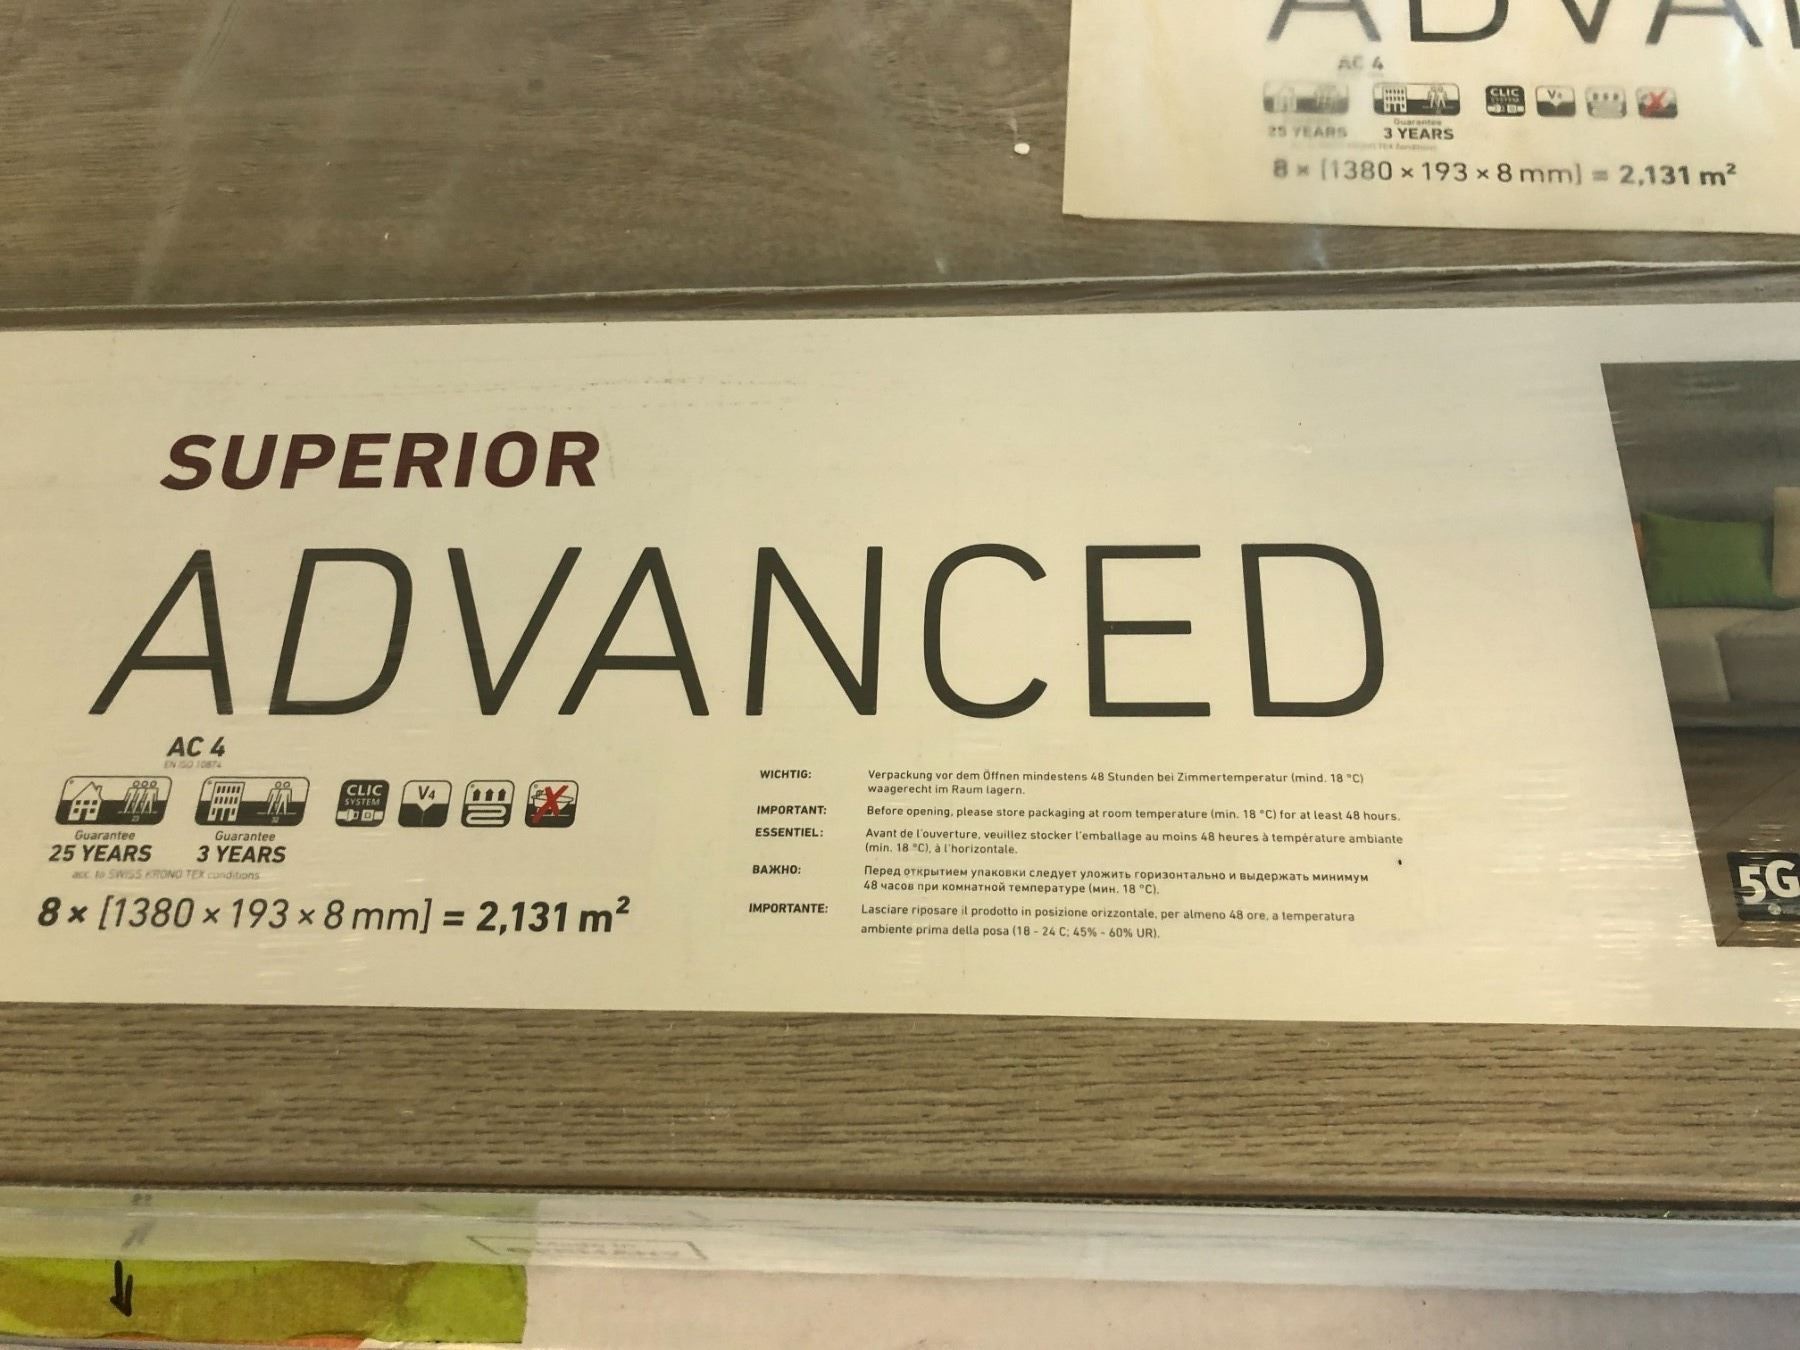 ADVA
AC 4
25 YEARS
Guarantee
3 YEARS
8 × [1380 × 193 × 8 mm] = 2,131 m²
SUPERIOR
ADVANCED
AC 4
EN ISO 10874
23
32
CLIC
SYSTEM
V4
Guarantee
25 YEARS
Guarantee
3 YEARS
acc. to SWISS KRONO TEX conditions
8 × [1380 × 193 × 8 mm] = 2,131 m²
WICHTIG: Verpackung vor dem Öffnen mindestens 48 Stunden bei Zimmertemperatur (mind. 18 °C)
waagerecht im Raum lagern.
IMPORTANT: Before opening, please store packaging at room temperature (min. 18 °C) for at least 48 hours.
ESSENTIEL: Avant de l'ouverture, veuillez stocker l'emballage au moins 48 heures à température ambiante
(min. 18 °C), à l'horizontale.
ВАЖНО: Перед открытием упаковки следует уложить горизонтально и выдержать минимум
48 часов при комнатной температуре (мин. 18 °C).
IMPORTANTE: Lasciare riposare il prodotto in posizione orizzontale, per almeno 48 ore, a temperatura
ambiente prima della posa (18 - 24 C; 45% - 60% UR).
5G